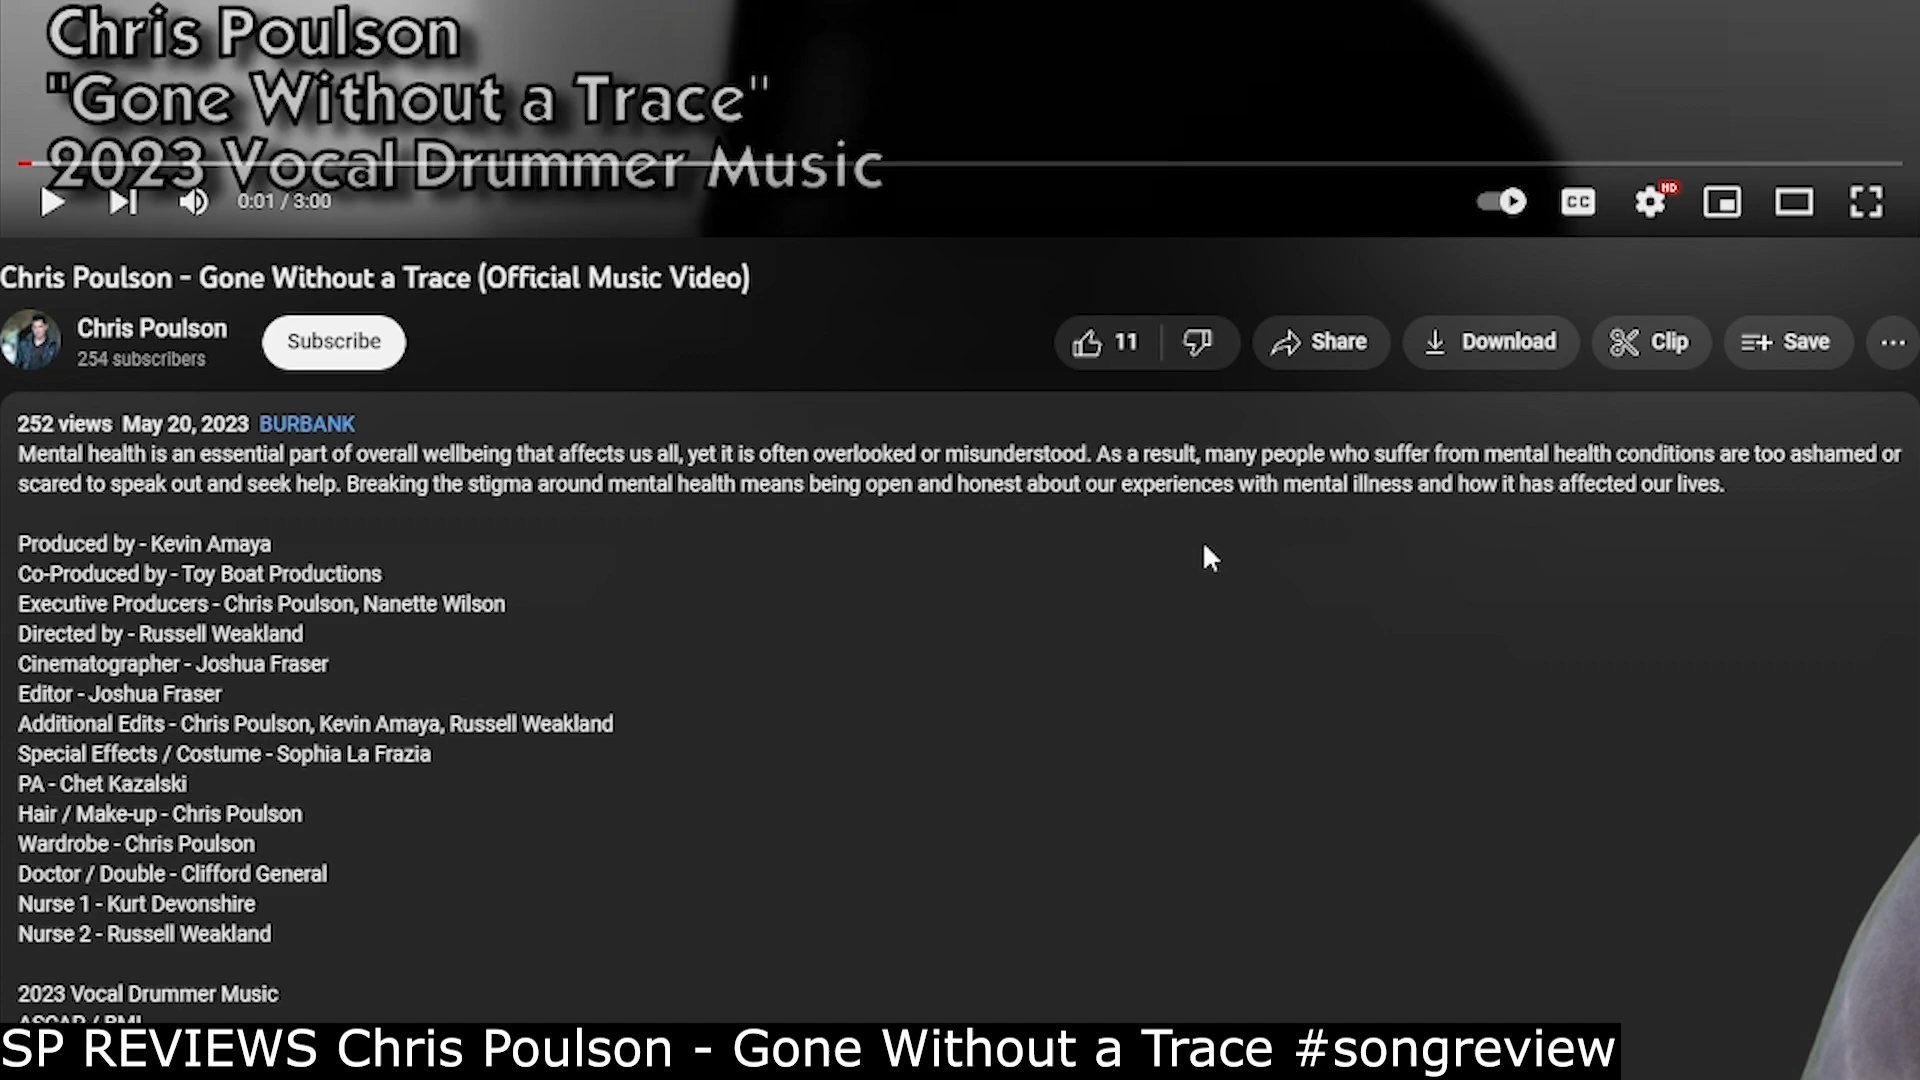 Chris Poulson
"Gone Without a Trace"
2023 Vocal Drummer Music
0:01 / 3:00
CC
HD
Chris Poulson - Gone Without a Trace (Official Music Video)
Chris Poulson
254 subscribers
Subscribe
11
Share
Download
Clip
Save
252 views May 20, 2023 BURBANK
Mental health is an essential part of overall wellbeing that affects us all, yet it is often overlooked or misunderstood. As a result, many people who suffer from mental health conditions are too ashamed or
scared to speak out and seek help. Breaking the stigma around mental health means being open and honest about our experiences with mental illness and how it has affected our lives.
Produced by - Kevin Amaya
Co-Produced by - Toy Boat Productions
Executive Producers - Chris Poulson, Nanette Wilson
Directed by - Russell Weakland
Cinematographer - Joshua Fraser
Editor - Joshua Fraser
Additional Edits - Chris Poulson, Kevin Amaya, Russell Weakland
Special Effects / Costume - Sophia La Frazia
PA - Chet Kazalski
Hair / Make-up - Chris Poulson
Wardrobe - Chris Poulson
Doctor / Double - Clifford General
Nurse 1 - Kurt Devonshire
Nurse 2 - Russell Weakland
2023 Vocal Drummer Music
ASCAP / BMI
SP REVIEWS Chris Poulson - Gone Without a Trace #songreview